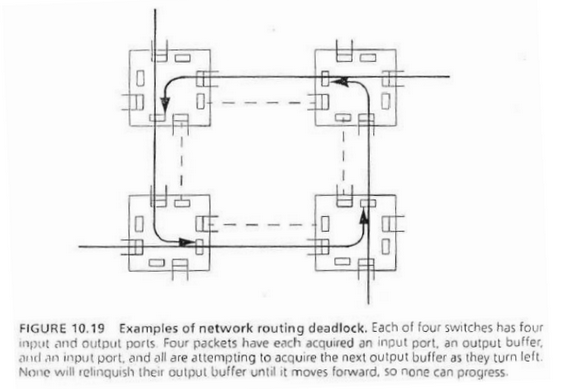 FIGURE 10.19 Examples of network routing deadlock. Each of four switches has four
input and output ports. Four packets have each acquired an input port, an output buffer,
and an input port, and all are attempting to acquire the next output buffer as they turn left.
None will relinquish their output buffer until it moves forward, so none can progress.